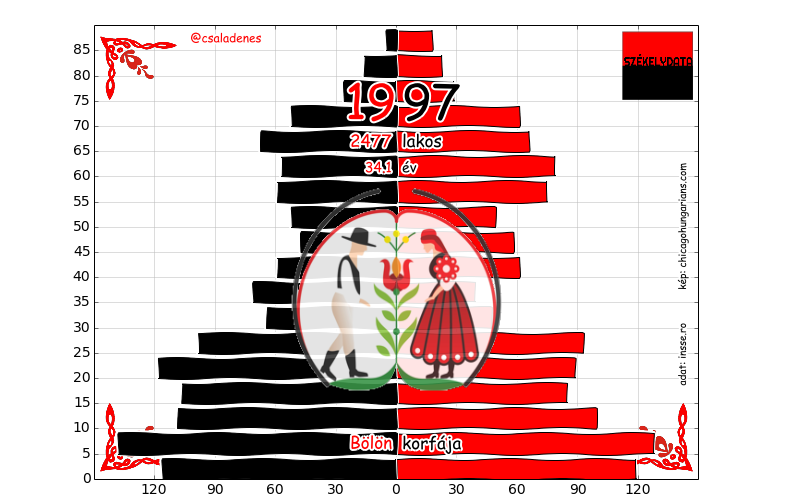 @csaladenes
SZÉKELYDATA
1997
2477 lakos
34.1 év
kép: chicagohungarians.com
adat: insse.ro
Bölön korfája
85
80
75
70
65
60
55
50
45
40
35
30
25
20
15
10
5
0
120 90 60 30 0 30 60 90 120